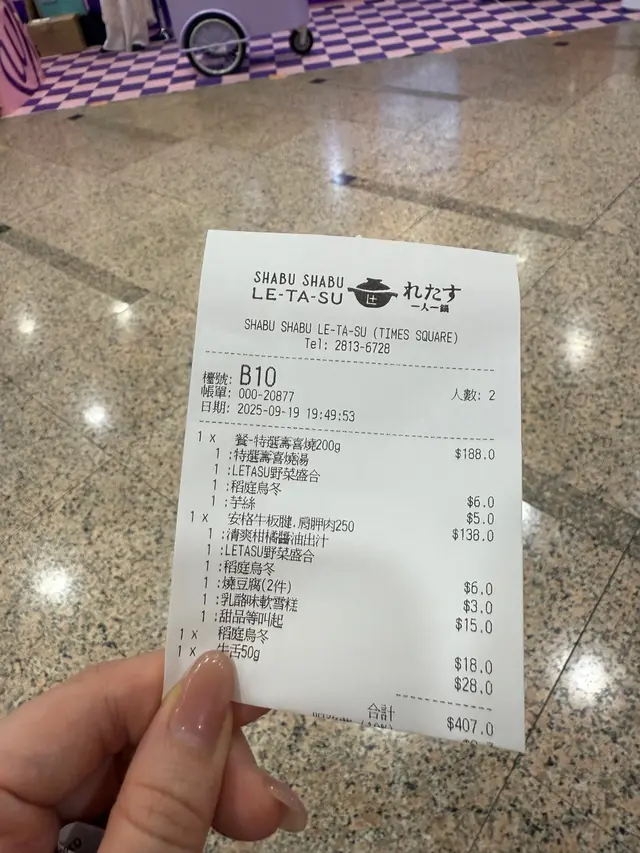 SHABU SHABU
LE-TA-SU
れたす
一人一鍋
SHABU SHABU LE-TA-SU (TIMES SQUARE)
Tel: 2813-6728
檯號: B10
人數: 2
帳單: 000-20877
日期: 2025-09-19 19:49:53
1 x 餐-特選壽喜燒200g $188.0
1 :特選壽喜燒湯
1 :LETASU野菜盛合
1 :稻庭烏冬 $6.0
1 :芋絲 $5.0
1 x 安格牛板腱,肩胛肉250 $138.0
1 :清爽柑橘醬油出汁
1 :LETASU野菜盛合
1 :稻庭烏冬 $6.0
1 :燒豆腐(2件) $3.0
1 :乳酪味軟雪糕 $15.0
1 :甜品等叫起
1 x 稻庭烏冬 $18.0
1 x 牛舌50g $28.0
合計 $407.0